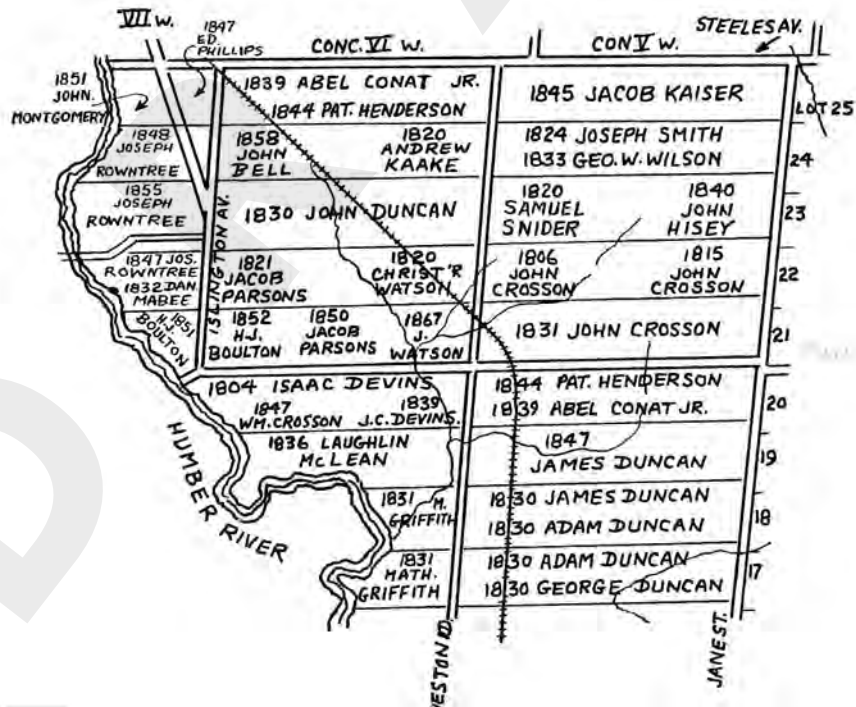 VII W.
1847
ED.
PHILLIPS
CONC. VI W.
CON V W.
STEELES AV.
1851
JOHN.
MONTGOMERY
1839 ABEL CONAT JR.
1844 PAT. HENDERSON
1845 JACOB KAISER
LOT 25
1848
JOSEPH
ROWNTREE
1858
JOHN
BELL
1820
ANDREW
KAAKE
1824 JOSEPH SMITH
1833 GEO. W. WILSON
24
1855
JOSEPH
ROWNTREE
ISLINGTON AV.
1830 JOHN DUNCAN
1820
SAMUEL
SNIDER
1840
JOHN
HISEY
23
1847 JOS.
ROWNTREE
1832 DAN.
MABEE
1821
JACOB
PARSONS
1820
CHRIST'R
WATSON
1806
JOHN
CROSSON
1815
JOHN
CROSSON
22
1851
H.J.
BOULTON
1852
H.J.
BOULTON
1850
JACOB
PARSONS
1867
J.
WATSON
1831 JOHN CROSSON
21
1804 ISAAC DEVINS
1847
WM. CROSSON
1839
J.C. DEVINS.
1844 PAT. HENDERSON
1839 ABEL CONAT JR.
20
1836 LAUGHLIN
McLEAN
1847
JAMES DUNCAN
19
HUMBER RIVER
1831 M.
GRIFFITH
1830 JAMES DUNCAN
1830 ADAM DUNCAN
18
1831
MATH.
GRIFFITH
1830 ADAM DUNCAN
1830 GEORGE DUNCAN
17
JANE ST.